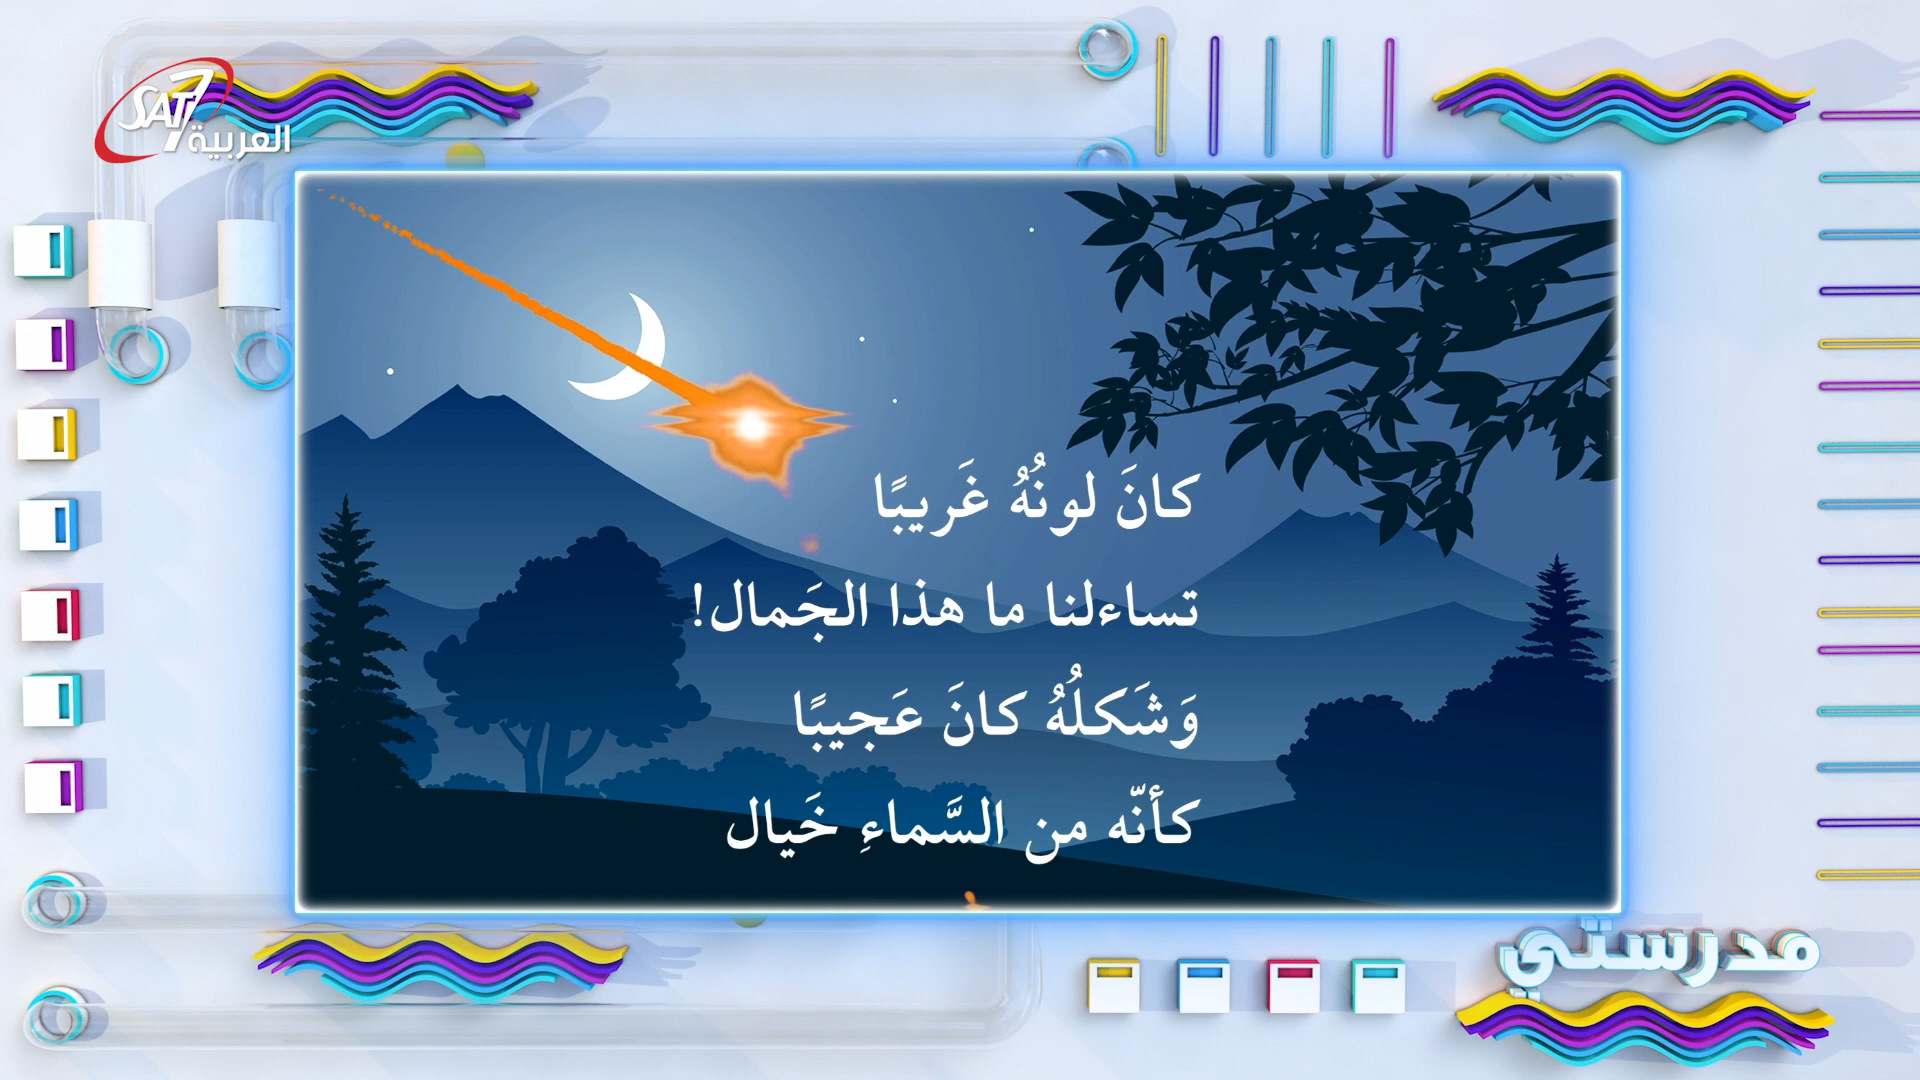 SAT7
العربية
كانَ لونُهُ غَريبًا
تساءلنا ما هذا الجَمال!
وَشَكلُهُ كانَ عَجيبًا
كأنّه من السَّماءِ خَيال
مدرستي